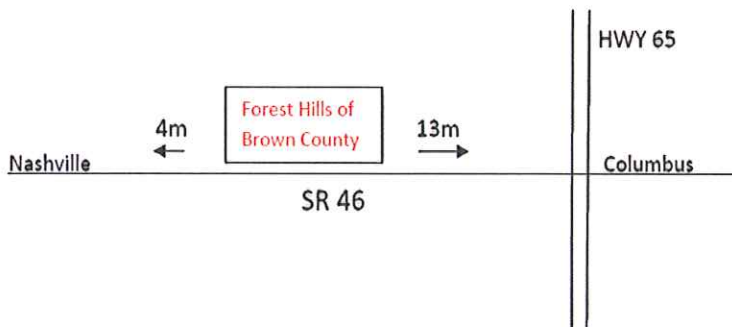 HWY 65
Forest Hills of
Brown County
4m
13m
Nashville
Columbus
SR 46